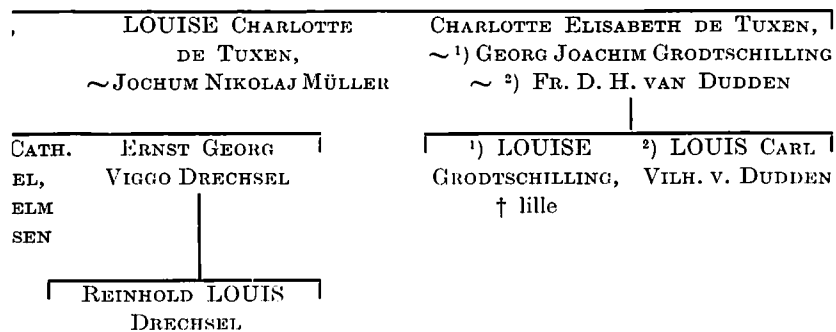 , LOUISE CHARLOTTE CHARLOTTE ELISABETH DE TUXEN,
DE TUXEN, ~ ¹) GEORG JOACHIM GRODTSCHILLING
~ JOCHUM NIKOLAJ MÜLLER ~ ²) FR. D. H. VAN DUDDEN
CATH. ERNST GEORG ¹) LOUISE ²) LOUIS CARL
EL, VIGGO DRECHSEL GRODTSCHILLING, VILH. V. DUDDEN
ELM † lille
SEN
REINHOLD LOUIS
DRECHSEL